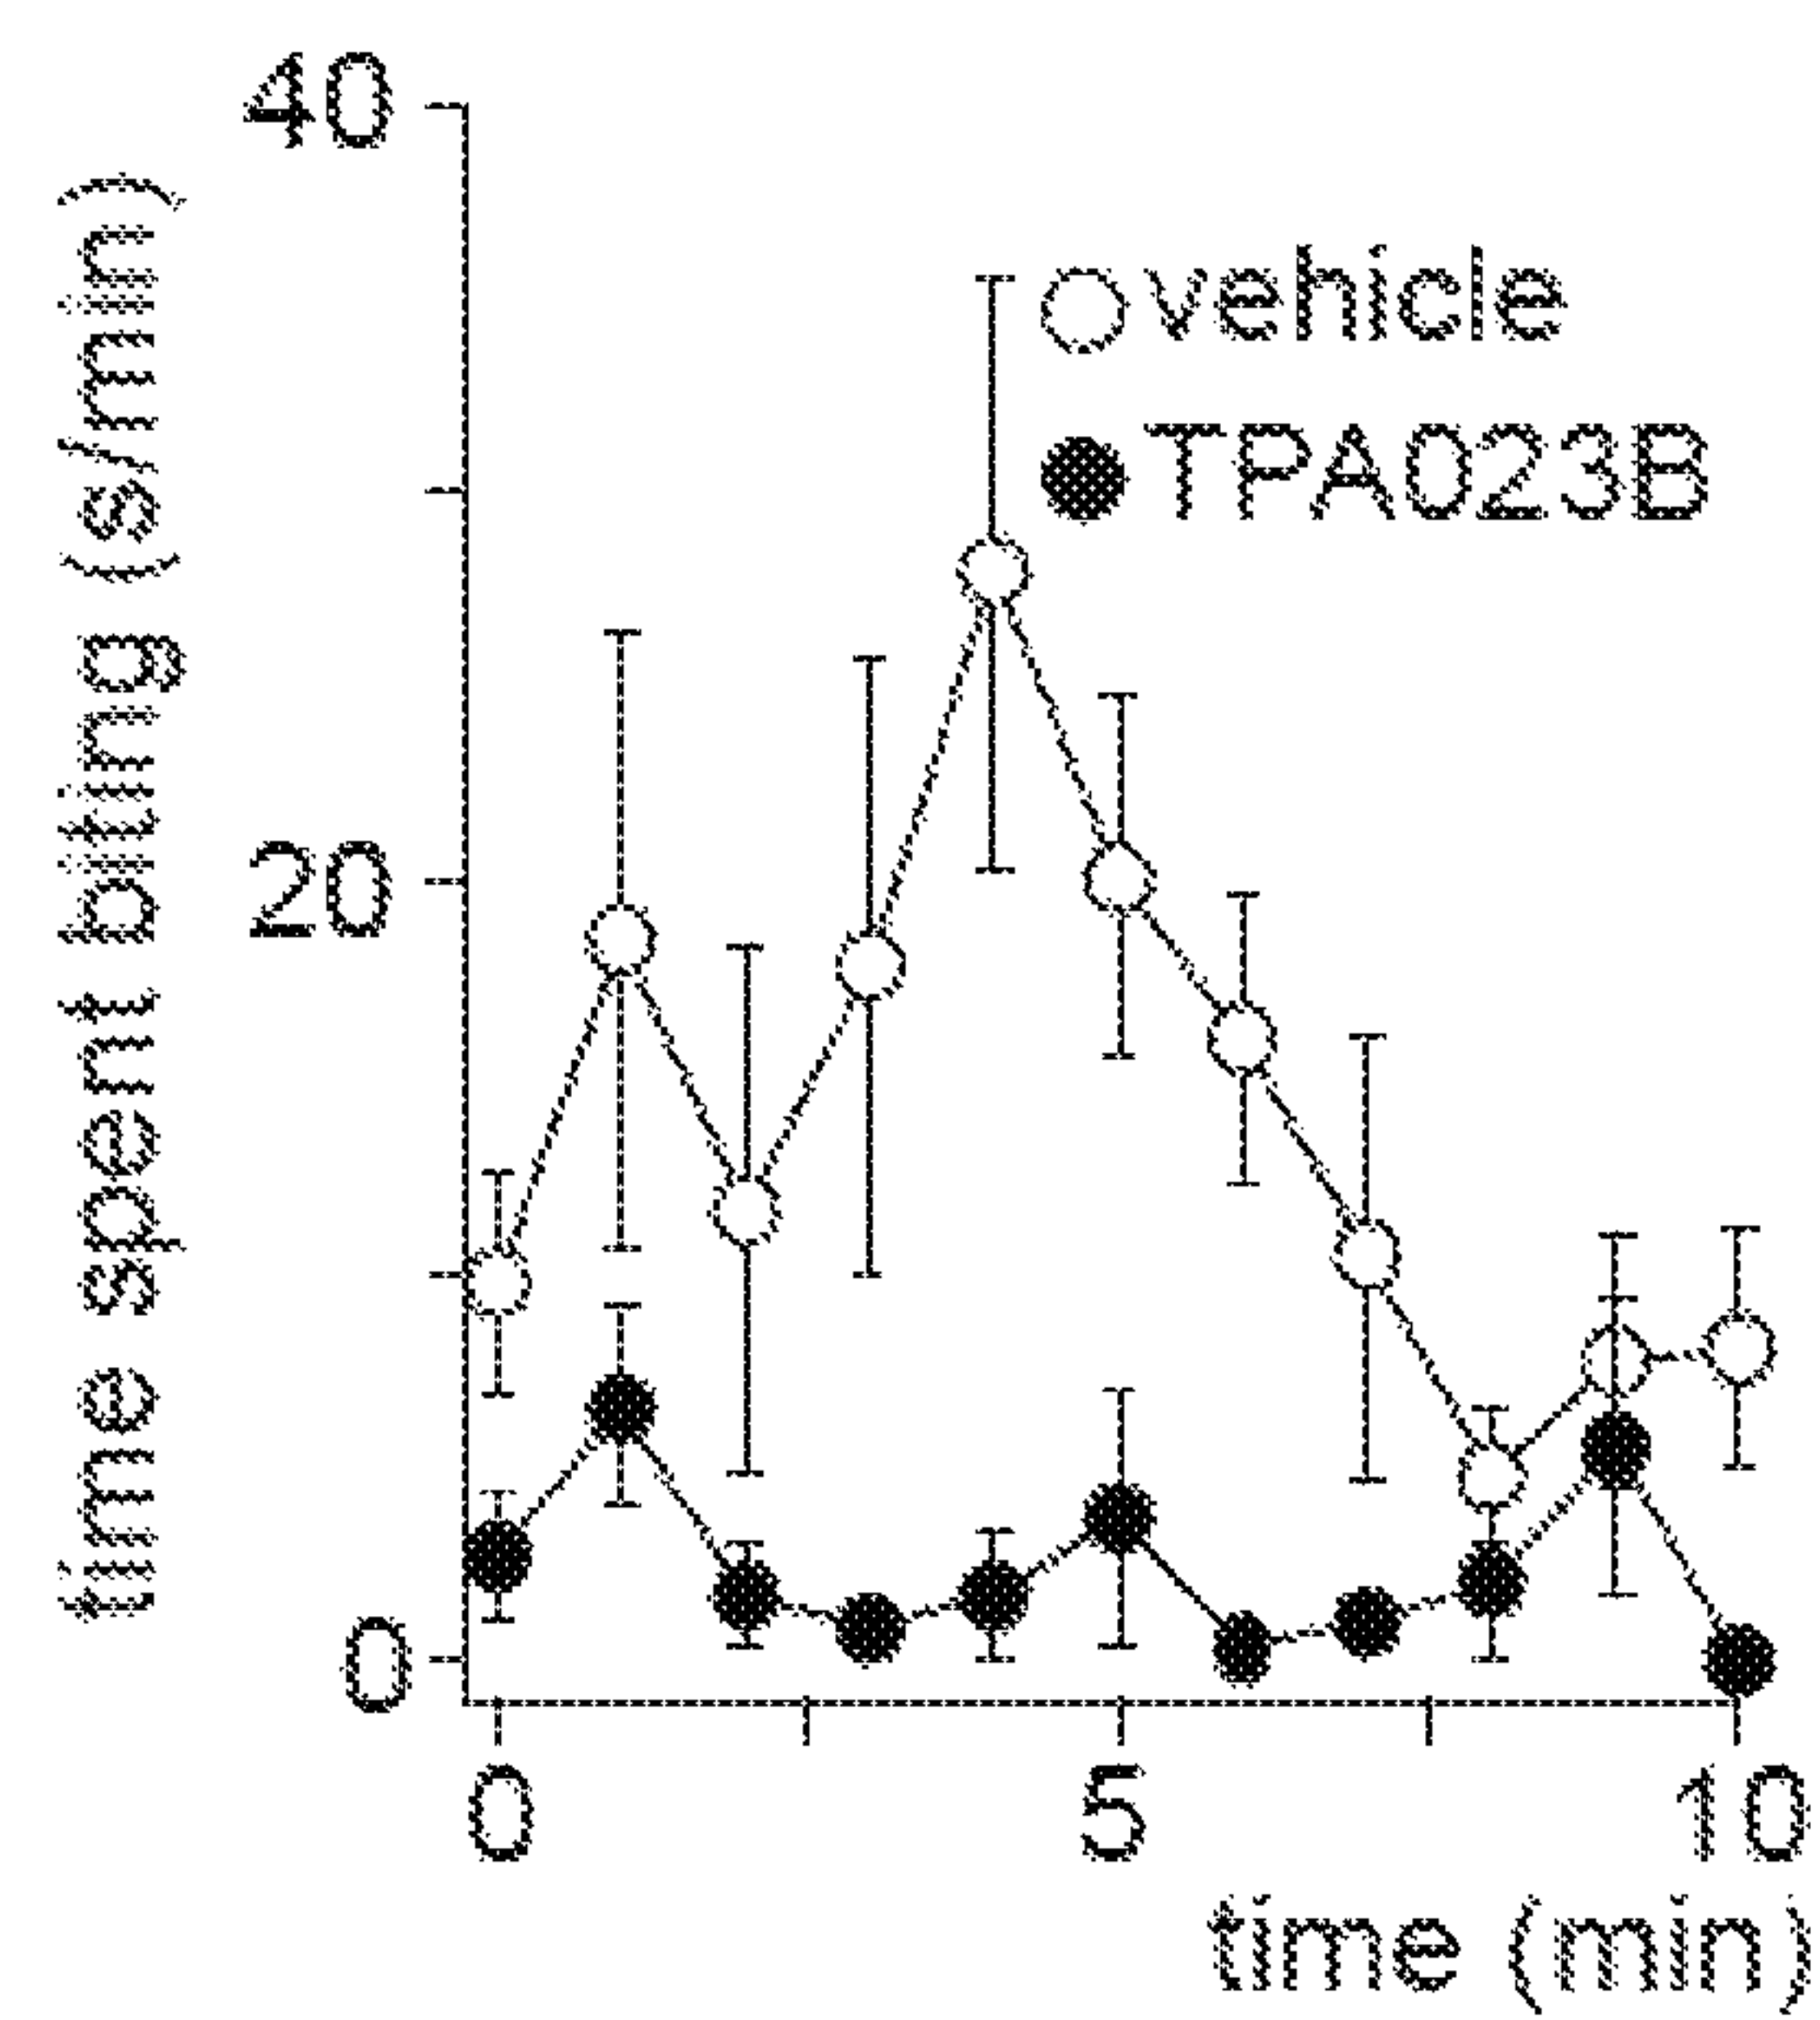 time spent biting (s/min)
40
20
0
vehicle
TPA023B
0 5 10
time (min)